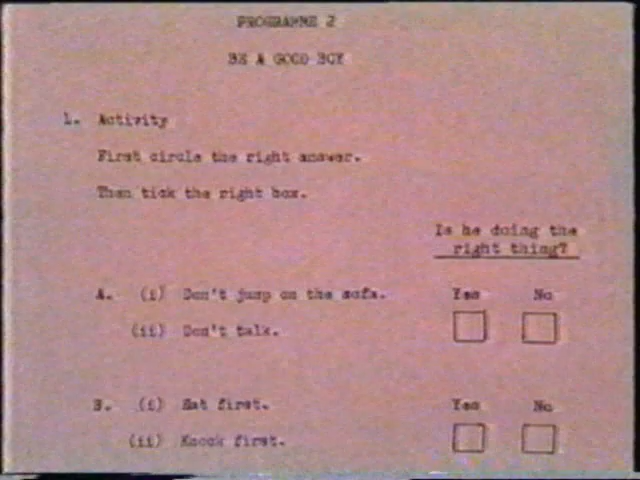 PROGRAMME 2
BE A GOOD BOY
1. Activity
First circle the right answer.
Then tick the right box.
Is he doing the
right thing?
A. (i) Don't jump on the sofa. Yes No
(ii) Don't talk.
B. (i) Eat first. Yes No
(ii) Knock first.